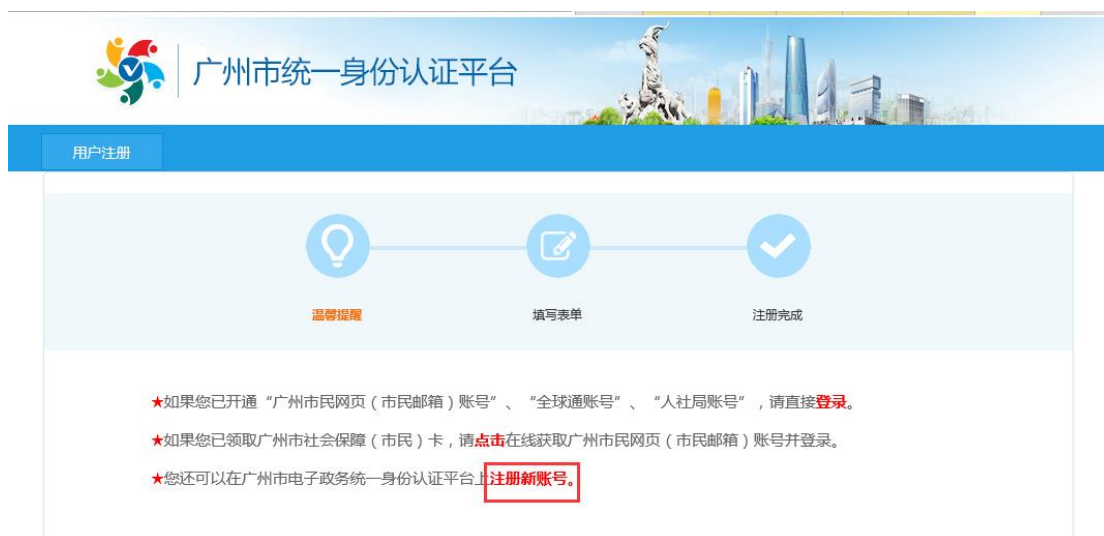 广州市统一身份认证平台
用户注册
温馨提醒 填写表单 注册完成
★如果您已开通“广州市民网页（市民邮箱）账号”、“全球通账号”、“人社局账号”，请直接登录。
★如果您已领取广州市社会保障（市民）卡，请点击在线获取广州市民网页（市民邮箱）账号并登录。
★您还可以在广州市电子政务统一身份认证平台上注册新账号。